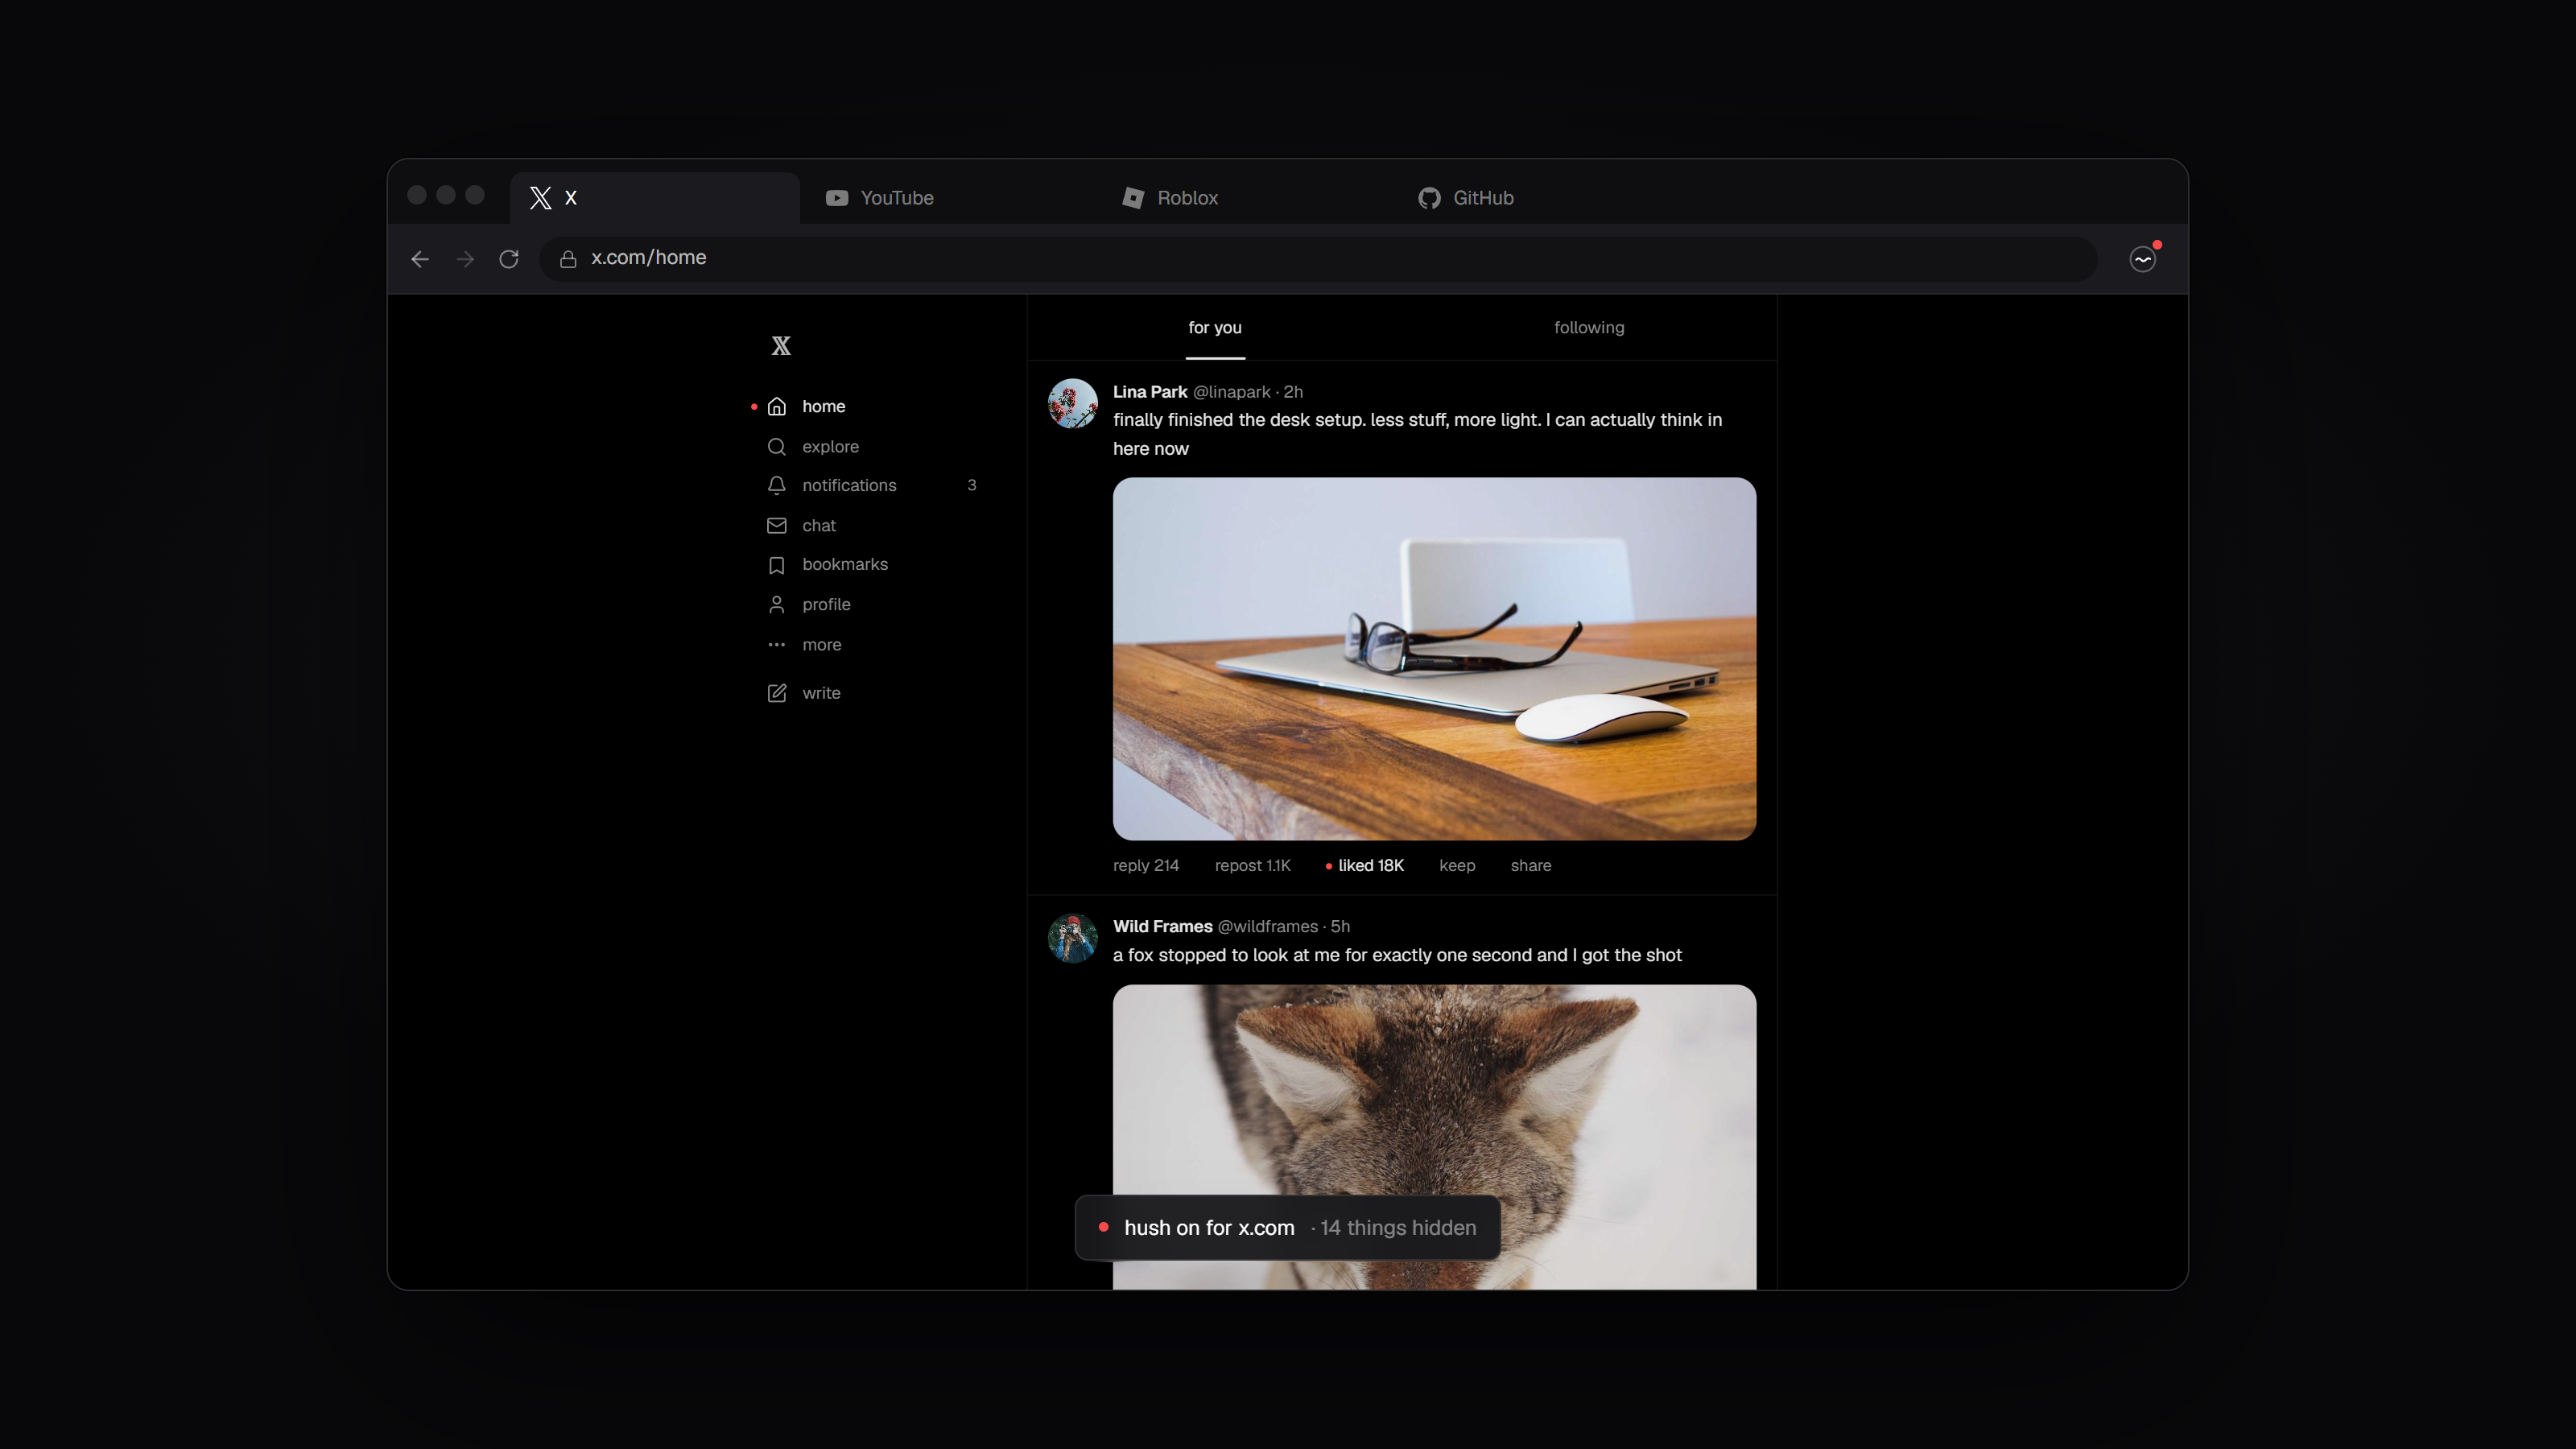 X
YouTube
Roblox
GitHub
x.com/home
for you
following
home
explore
notifications 3
chat
bookmarks
profile
more
write
Lina Park @linapark · 2h
finally finished the desk setup. less stuff, more light. I can actually think in
here now
reply 214 repost 1.1K liked 18K keep share
Wild Frames @wildframes · 5h
a fox stopped to look at me for exactly one second and I got the shot
hush on for x.com · 14 things hidden